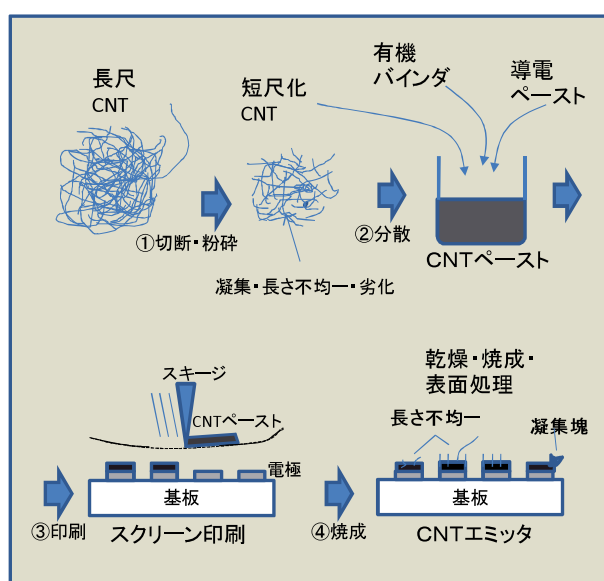 長尺
CNT
短尺化
CNT
有機
バインダ
導電
ペースト
①切断・粉砕
②分散
CNTペースト
凝集・長さ不均一・劣化
スキージ
CNTペースト
電極
基板
③印刷
スクリーン印刷
乾燥・焼成・
表面処理
長さ不均一
凝集塊
基板
④焼成
CNTエミッタ